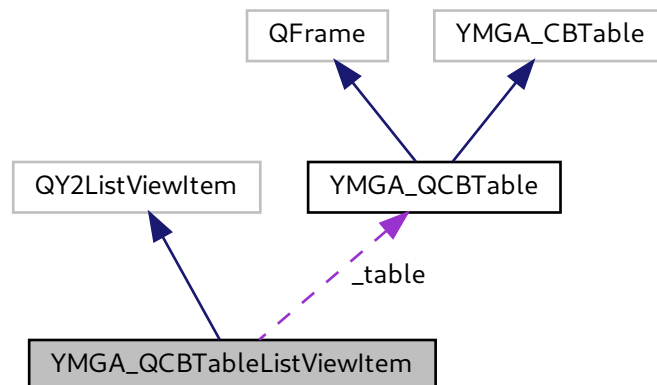 QFrame
YMGA_CBTable
QY2ListViewItem
YMGA_QCBTable
_table
YMGA_QCBTableListViewItem